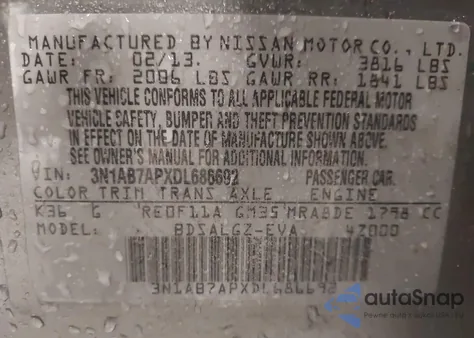 MANUFACTURED BY NISSAN MOTOR CO., LTD.
DATE: 02/13. GVWR: 3816 LBS
GAWR FR: 2086 LBS GAWR RR: 1841 LBS
THIS VEHICLE CONFORMS TO ALL APPLICABLE FEDERAL MOTOR
VEHICLE SAFETY, BUMPER AND THEFT PREVENTION STANDARDS
IN EFFECT ON THE DATE OF MANUFACTURE SHOWN ABOVE.
SEE OWNER'S MANUAL FOR ADDITIONAL INFORMATION.
VIN: 3N1AB7APXDL686692 PASSENGER CAR.
COLOR TRIM TRANS AXLE ENGINE
K36 G RE0F11A GM35 MRA8DE 1798 CC
MODEL: BDSALGZ-EVA 4Z000
3N1AB7APXDL686692
autoSnap